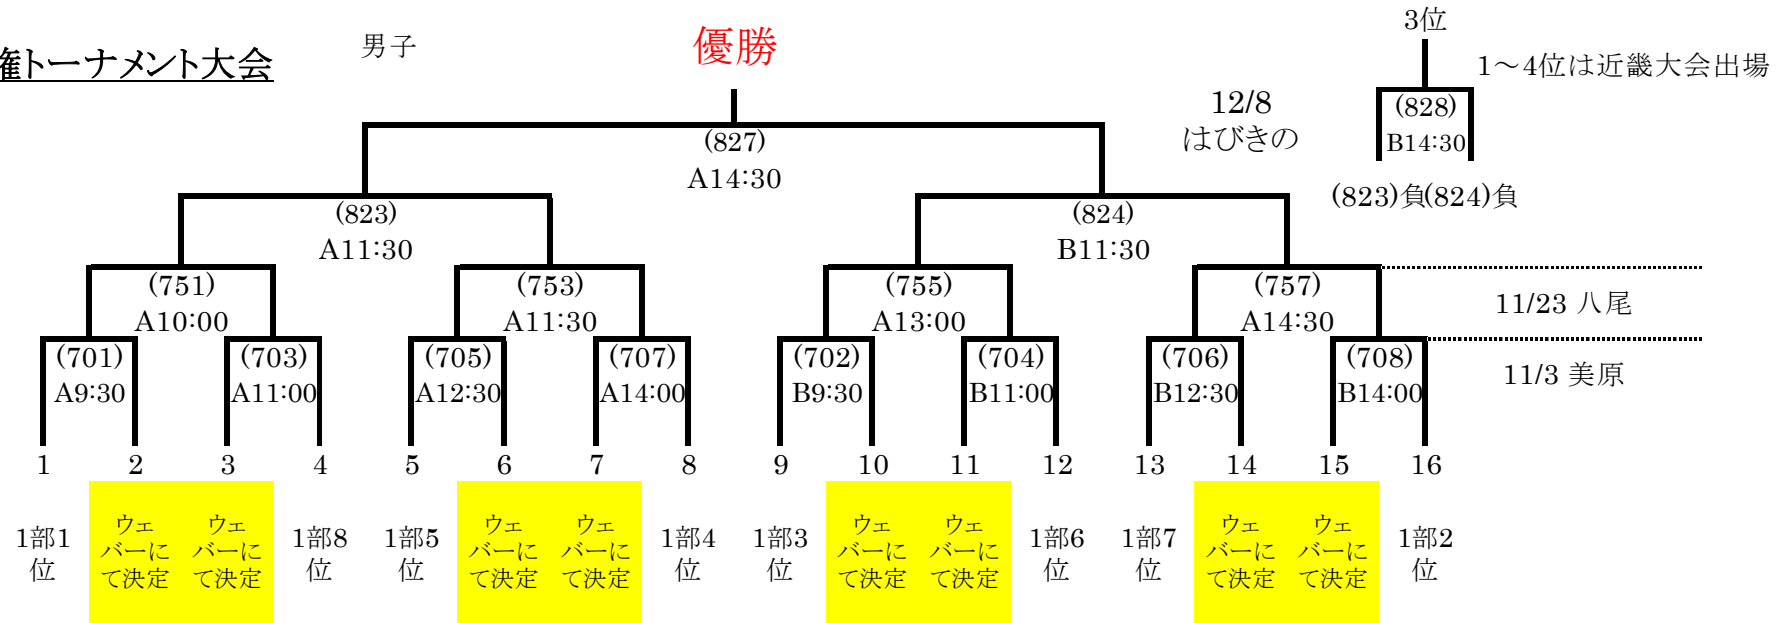 権トーナメント大会
男子
優勝
3位
1～4位は近畿大会出場
12/8
はびきの
(828)
B14:30
(823)負(824)負
(827)
A14:30
(823)
A11:30
(824)
B11:30
(751)
A10:00
(753)
A11:30
(755)
A13:00
(757)
A14:30
11/23 八尾
(701)
A9:30
(703)
A11:00
(705)
A12:30
(707)
A14:00
(702)
B9:30
(704)
B11:00
(706)
B12:30
(708)
B14:00
11/3 美原
1 2 3 4 5 6 7 8 9 10 11 12 13 14 15 16
1部1
位
ウェ
バーに
て決定
ウェ
バーに
て決定
1部8
位
1部5
位
ウェ
バーに
て決定
ウェ
バーに
て決定
1部4
位
1部3
位
ウェ
バーに
て決定
ウェ
バーに
て決定
1部6
位
1部7
位
ウェ
バーに
て決定
ウェ
バーに
て決定
1部2
位